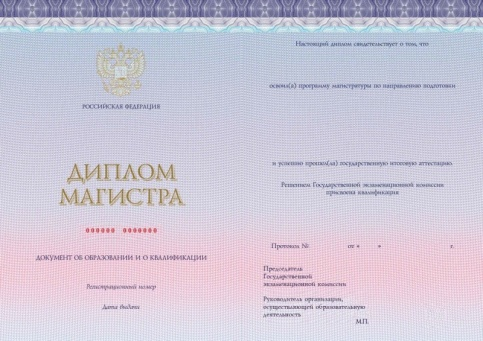 РОССИЙСКАЯ ФЕДЕРАЦИЯ
ДИПЛОМ
МАГИСТРА
000000 0000000
ДОКУМЕНТ ОБ ОБРАЗОВАНИИ И О КВАЛИФИКАЦИИ
Регистрационный номер
Дата выдачи
Настоящий диплом свидетельствует о том, что
освоил(а) программу магистратуры по направлению подготовки
и успешно прошел(ла) государственную итоговую аттестацию
Решением Государственной экзаменационной комиссии
присвоена квалификация
Протокол № от « » г.
Председатель
Государственной
экзаменационной комиссии
Руководитель организации,
осуществляющей образовательную
деятельность
М.П.